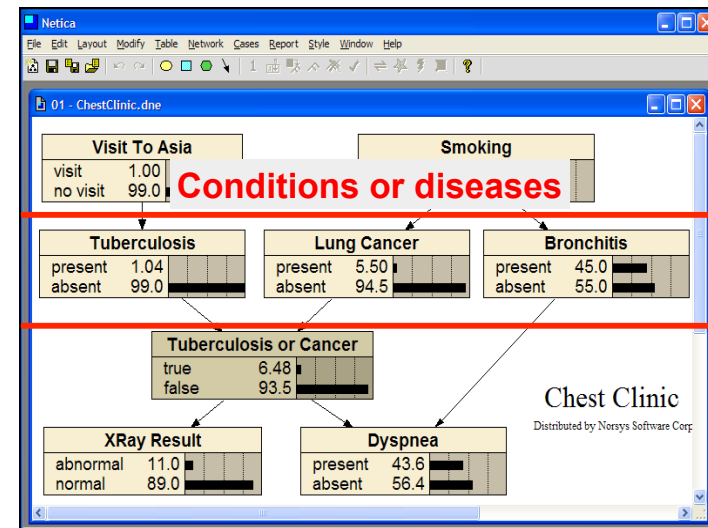 Netica
File Edit Layout Modify Table Network Cases Report Style Window Help
01 - ChestClinic.dne
Visit To Asia
visit 1.00
no visit 99.0
Smoking
Conditions or diseases
Tuberculosis
present 1.04
absent 99.0
Lung Cancer
present 5.50
absent 94.5
Bronchitis
present 45.0
absent 55.0
Tuberculosis or Cancer
true 6.48
false 93.5
Chest Clinic
Distributed by Norsys Software Corp
XRay Result
abnormal 11.0
normal 89.0
Dyspnea
present 43.6
absent 56.4